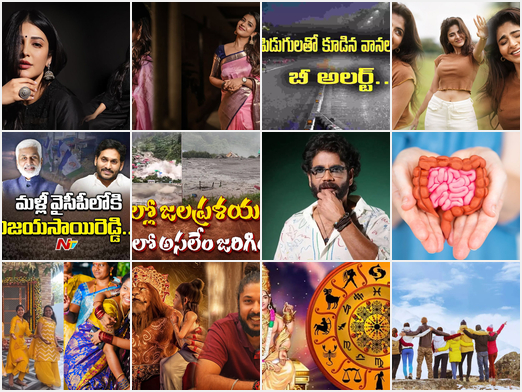 పిడుగులతో కూడిన వానల
బీ అలర్ట్..
మళ్లీ వైసీపీలోకి
విజయసాయిరెడ్డి..
ల్లో జలప్రళయ
లో అసలేం జరిగిం